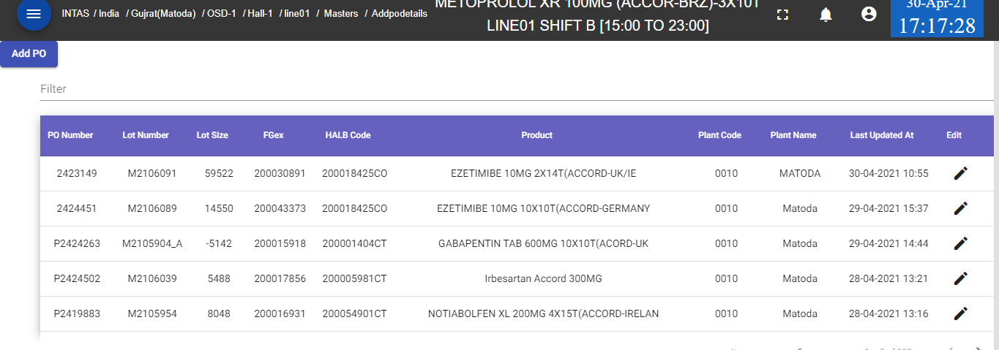 METOPROLOL XR 100MG (ACCOR-BRZ)-3X10T
30-Apr-21
INTAS / India / Gujrat(Matoda) / OSD-1 / Hall-1 / line01 / Masters / Addpodetails
LINE01 SHIFT B [15:00 TO 23:00]
17:17:28
Add PO
Filter
PO Number Lot Number Lot Size FGex HALB Code Product Plant Code Plant Name Last Updated At Edit
2423149 M2106091 59522 200030891 200018425CO EZETIMIBE 10MG 2X14T(ACCORD-UK/IE 0010 MATODA 30-04-2021 10:55
2424451 M2106089 14550 200043373 200018425CO EZETIMIBE 10MG 10X10T(ACCORD-GERMANY 0010 Matoda 29-04-2021 15:37
P2424263 M2105904_A -5142 200015918 200001404CT GABAPENTIN TAB 600MG 10X10T(ACORD-UK 0010 Matoda 29-04-2021 14:44
P2424502 M2106039 5488 200017856 200005981CT Irbesartan Accord 300MG 0010 Matoda 28-04-2021 13:21
P2419883 M2105954 8048 200016931 200054901CT NOTIABOLFEN XL 200MG 4X15T(ACCORD-IRELAN 0010 Matoda 28-04-2021 13:16